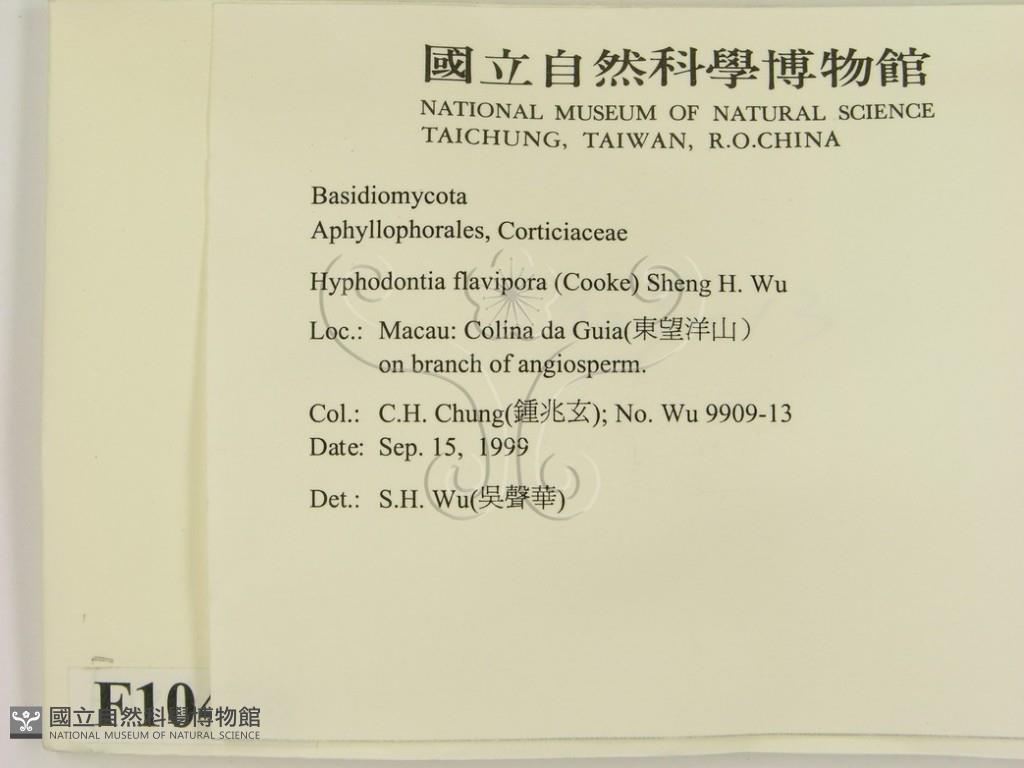 國立自然科學博物館
NATIONAL MUSEUM OF NATURAL SCIENCE
TAICHUNG, TAIWAN, R.O.CHINA
Basidiomycota
Aphyllophorales, Corticiaceae
Hyphodontia flavipora (Cooke) Sheng H. Wu
Loc.: Macau: Colina da Guia(東望洋山)
on branch of angiosperm.
Col.: C.H. Chung(鍾兆玄); No. Wu 9909-13
Date: Sep. 15, 1999
Det.: S.H. Wu(吳聲華)
國立自然科學博物館
NATIONAL MUSEUM OF NATURAL SCIENCE